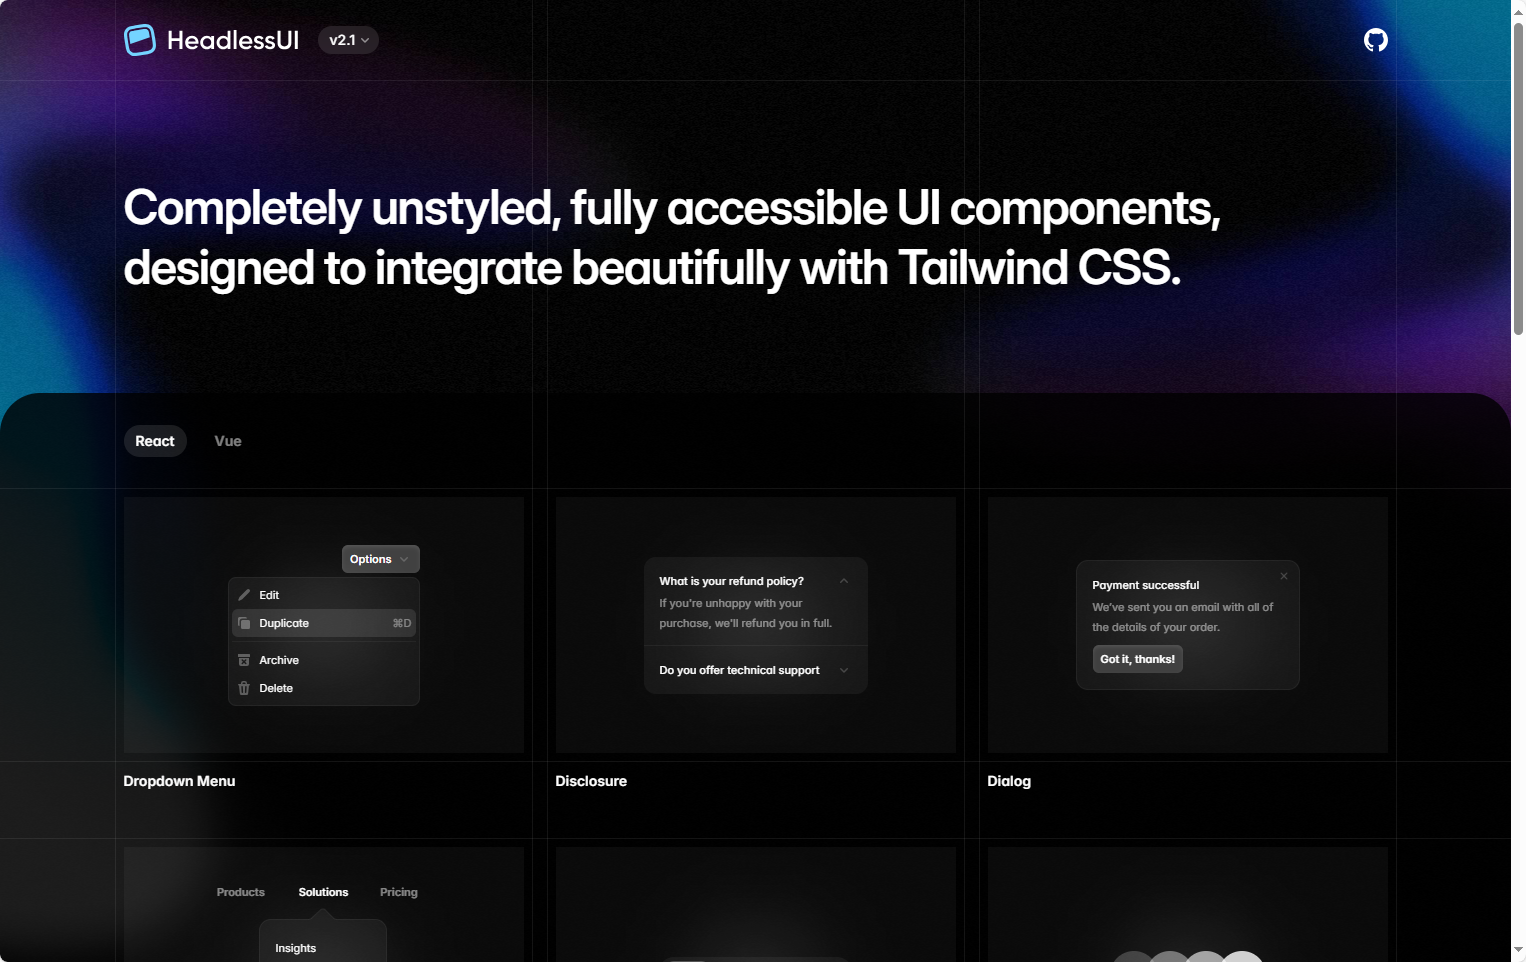 HeadlessUI
v2.1
Completely unstyled, fully accessible UI components,
designed to integrate beautifully with Tailwind CSS.
React
Vue
Options
Edit
Duplicate
⌘D
Archive
Delete
What is your refund policy?
If you're unhappy with your
purchase, we'll refund you in full.
Do you offer technical support
Payment successful
We've sent you an email with all of
the details of your order.
Got it, thanks!
Dropdown Menu
Disclosure
Dialog
Products
Solutions
Pricing
Insights